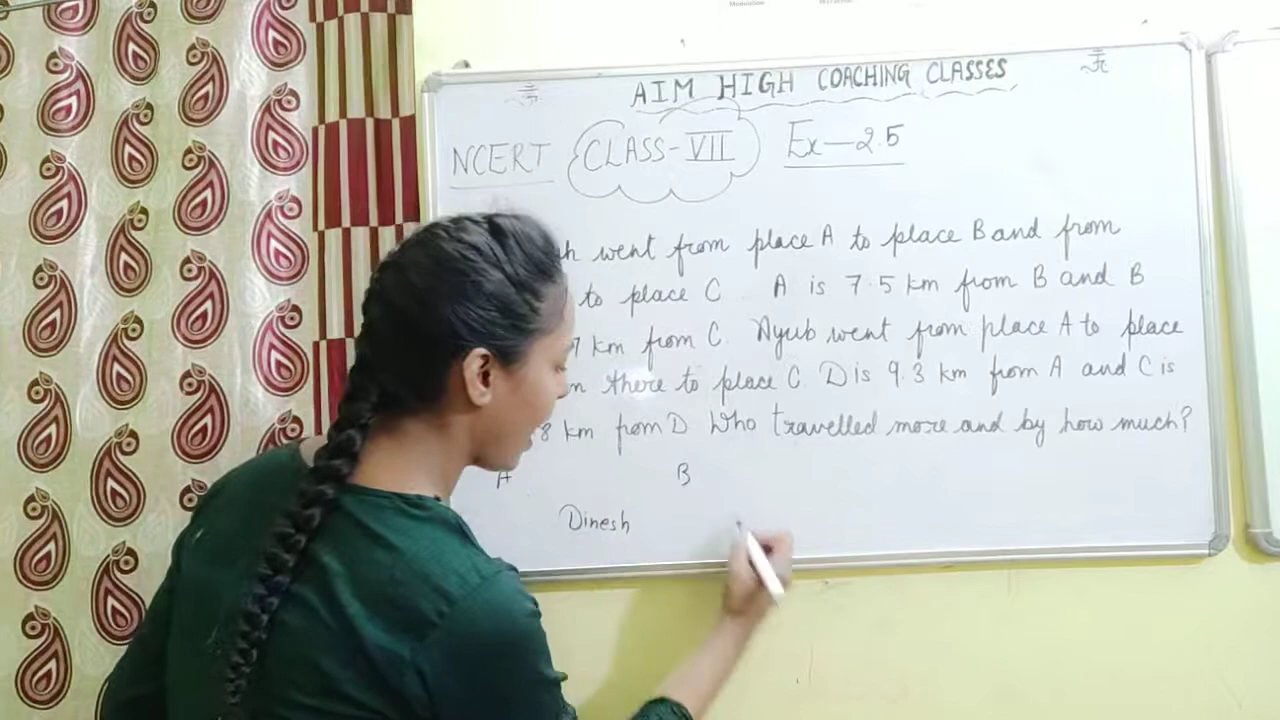 AIM HIGH COACHING CLASSES
NCERT CLASS-VII Ex-2.5
went from place A to place B and from
to place C A is 7.5 km from B and B
7 km from C. Ayub went from place A to place
there to place C D is 9.3 km from A and C is
8 km from D Who travelled more and by how much?
A B
Dinesh